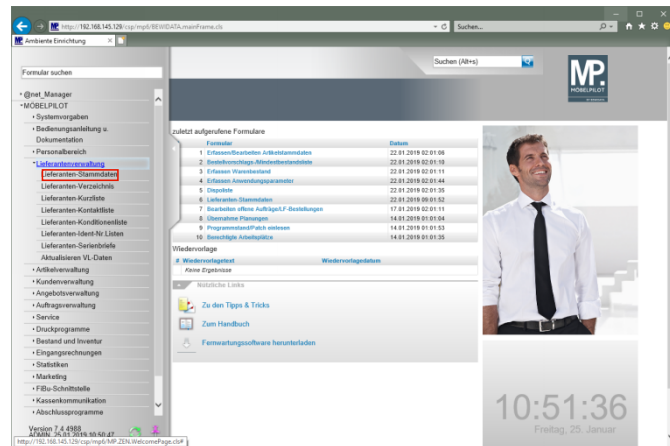 http://192.168.145.129/csp/mp6/BEWIDATA.mainFrame.cls
Suchen...
Ambiente Einrichtung
Formular suchen
Suchen (Alt+s)
MP.
MÖBELPILOT
@net_Manager
MÖBELPILOT
Systemvorgaben
Bedienungsanleitung u.
Dokumentation
Personalbereich
Lieferantenverwaltung
Lieferanten-Stammdaten
Lieferanten-Verzeichnis
Lieferanten-Kurzliste
Lieferanten-Kontaktliste
Lieferanten-Konditionenliste
Lieferanten-Ident-Nr.Listen
Lieferanten-Serienbriefe
Aktualisieren VL-Daten
Artikelverwaltung
Kundenverwaltung
Angebotsverwaltung
Auftragsverwaltung
Service
Druckprogramme
Bestand und Inventur
Eingangsrechnungen
Statistiken
Marketing
FiBu-Schnittstelle
Kassenkommunikation
Abschlussprogramme
Version 7.4 4988
ADMIN, 25.01.2019 10:50:47
http://192.168.145.129/csp/mp6/MP.ZEN.WelcomePage.cls#
zuletzt aufgerufene Formulare
Formular Datum
1 Erfassen/Bearbeiten Artikelstammdaten 22.01.2019 02:01:06
2 Bestellvorschlags-/Mindestbestandsliste 22.01.2019 02:01:10
3 Erfassen Warenbestand 22.01.2019 02:01:11
4 Erfassen Anwendungsparameter 22.01.2019 02:01:44
5 Dispoliste 22.01.2019 02:01:35
6 Lieferanten-Stammdaten 22.01.2019 09:01:52
7 Bearbeiten offene Aufträge/LF-Bestellungen 17.01.2019 02:01:11
8 Übernahme Planungen 14.01.2019 01:01:04
9 Programmstand/Patch einlesen 14.01.2019 01:01:53
10 Berechtigte Arbeitsplätze 14.01.2019 01:01:35
Wiedervorlage
# Wiedervorlagetext Wiedervorlagedatum
Keine Ergebnisse
Nützliche Links
Zu den Tipps & Tricks
Zum Handbuch
Fernwartungssoftware herunterladen
10:51:36
Freitag, 25. Januar